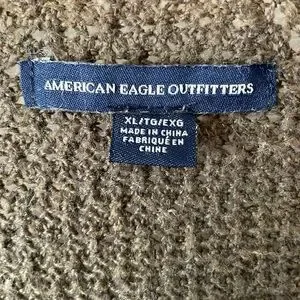 AMERICAN EAGLE OUTFITTERS
XL/TG/EXG
MADE IN CHINA
FABRIQUÉ EN
CHINE